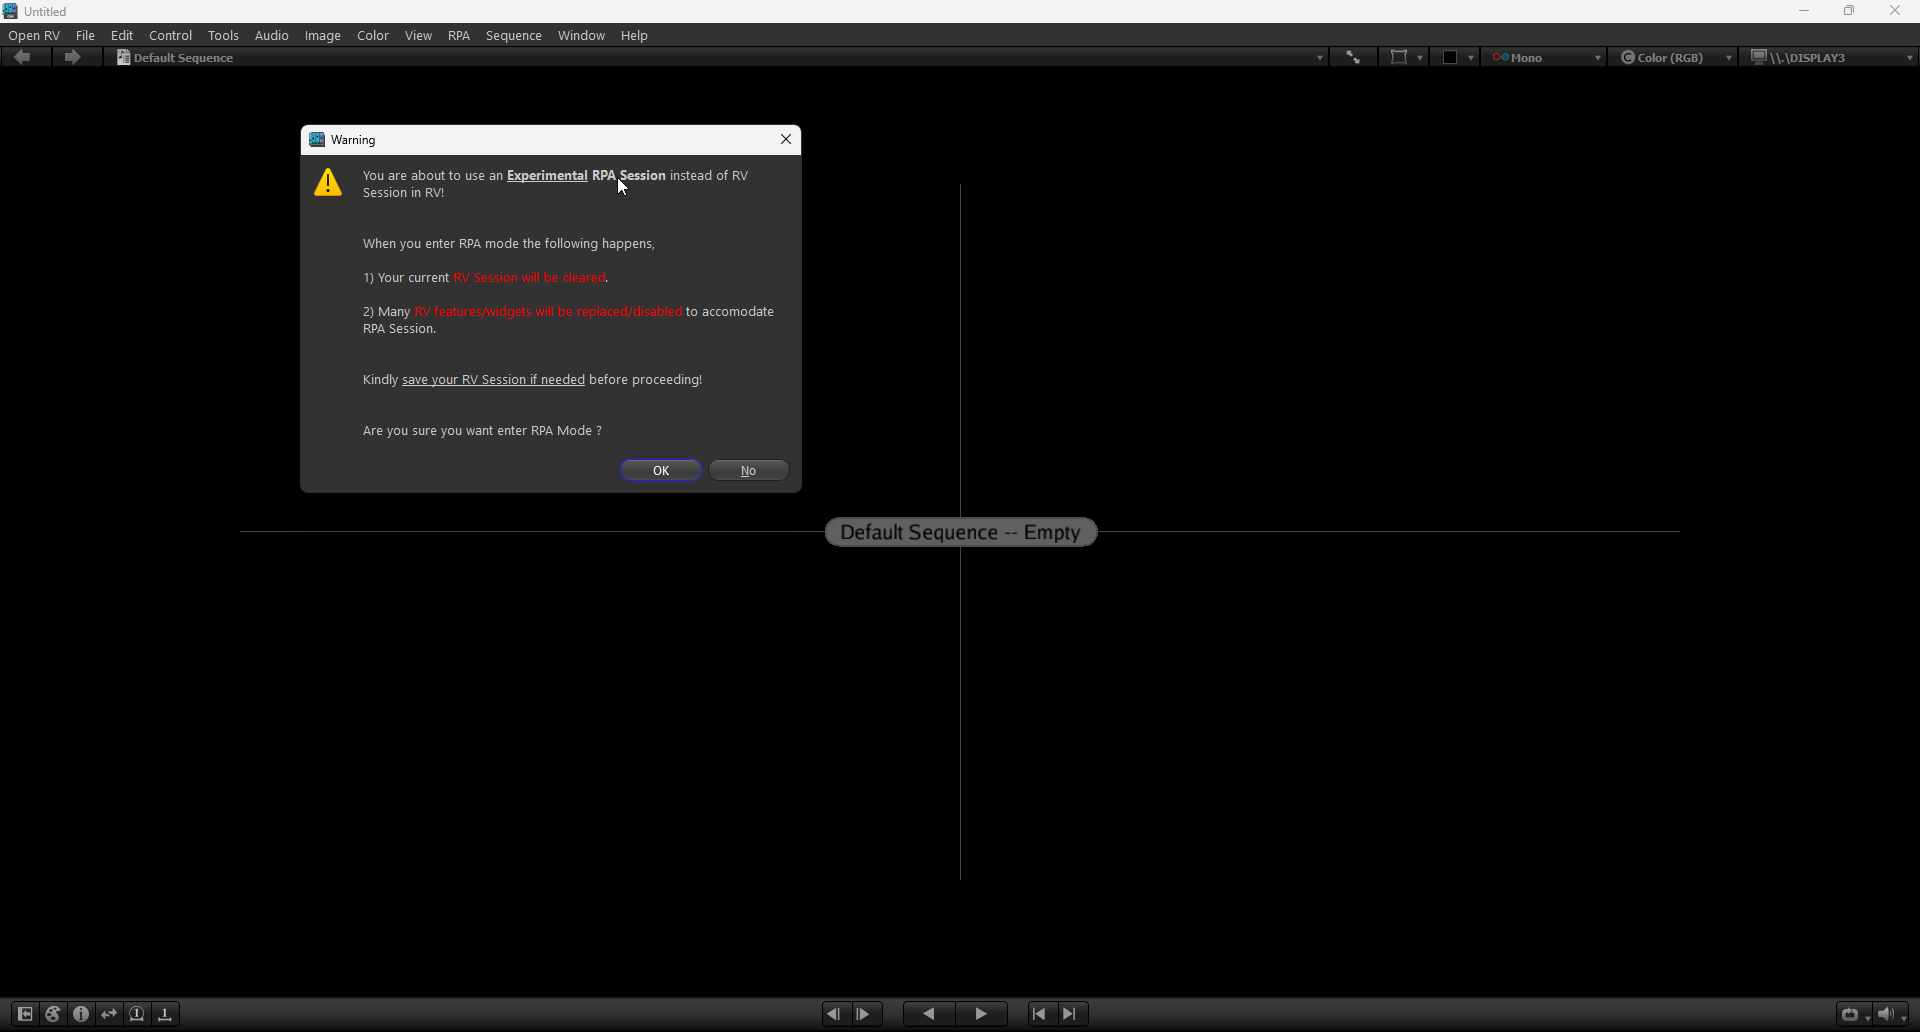 Untitled
Open RV File Edit Control Tools Audio Image Color View RPA Sequence Window Help
Default Sequence Mono Color (RGB) \\.\DISPLAY3
Warning
You are about to use an Experimental RPA Session instead of RV
Session in RV!
When you enter RPA mode the following happens,
1) Your current RV Session will be cleared.
2) Many RV features/widgets will be replaced/disabled to accomodate
RPA Session.
Kindly save your RV Session if needed before proceeding!
Are you sure you want enter RPA Mode ?
OK No
Default Sequence -- Empty